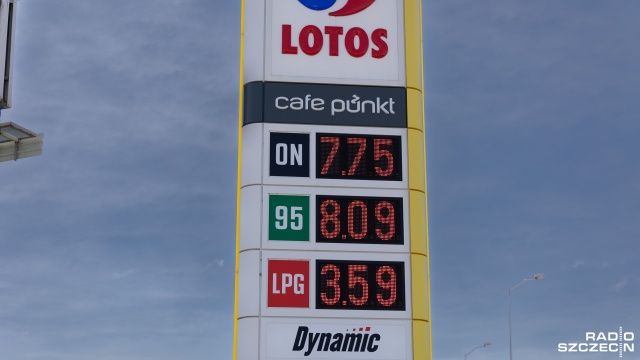 LOTOS
cafe punkt
ON 7.75
95 8.09
LPG 3.59
Dynamic
RADIO
SZCZECIN